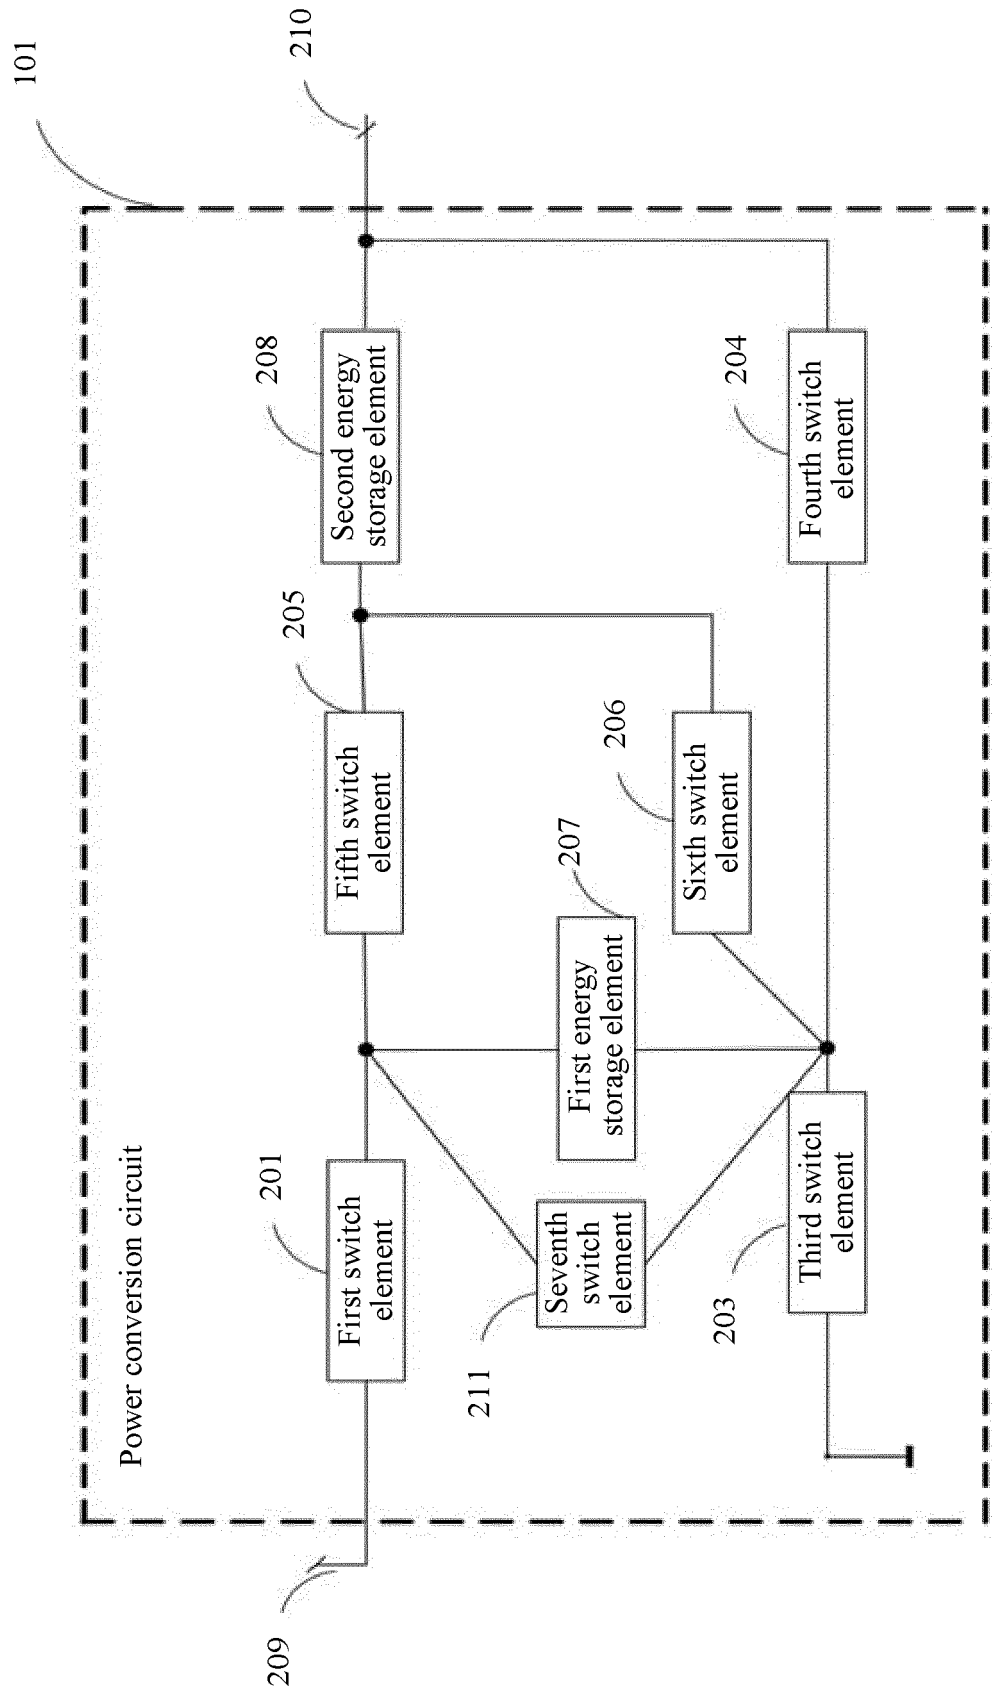 101
210
Power conversion circuit
209
First switch
element
201
Fifth switch
element
205
Second energy
storage element
208
Seventh
switch
element
211
First energy
storage element
207
Sixth switch
element
206
Third switch
element
203
Fourth switch
element
204